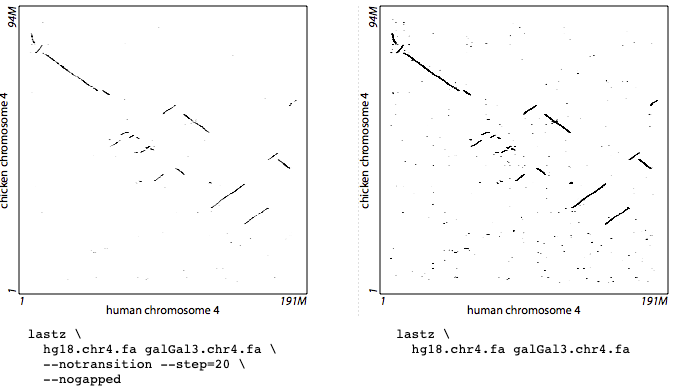 94M
chicken chromosome 4
1
1
191M
human chromosome 4
lastz \
hg18.chr4.fa galGal3.chr4.fa \
--notransition --step=20 \
--nogapped
94M
chicken chromosome 4
1
1
191M
human chromosome 4
lastz \
hg18.chr4.fa galGal3.chr4.fa